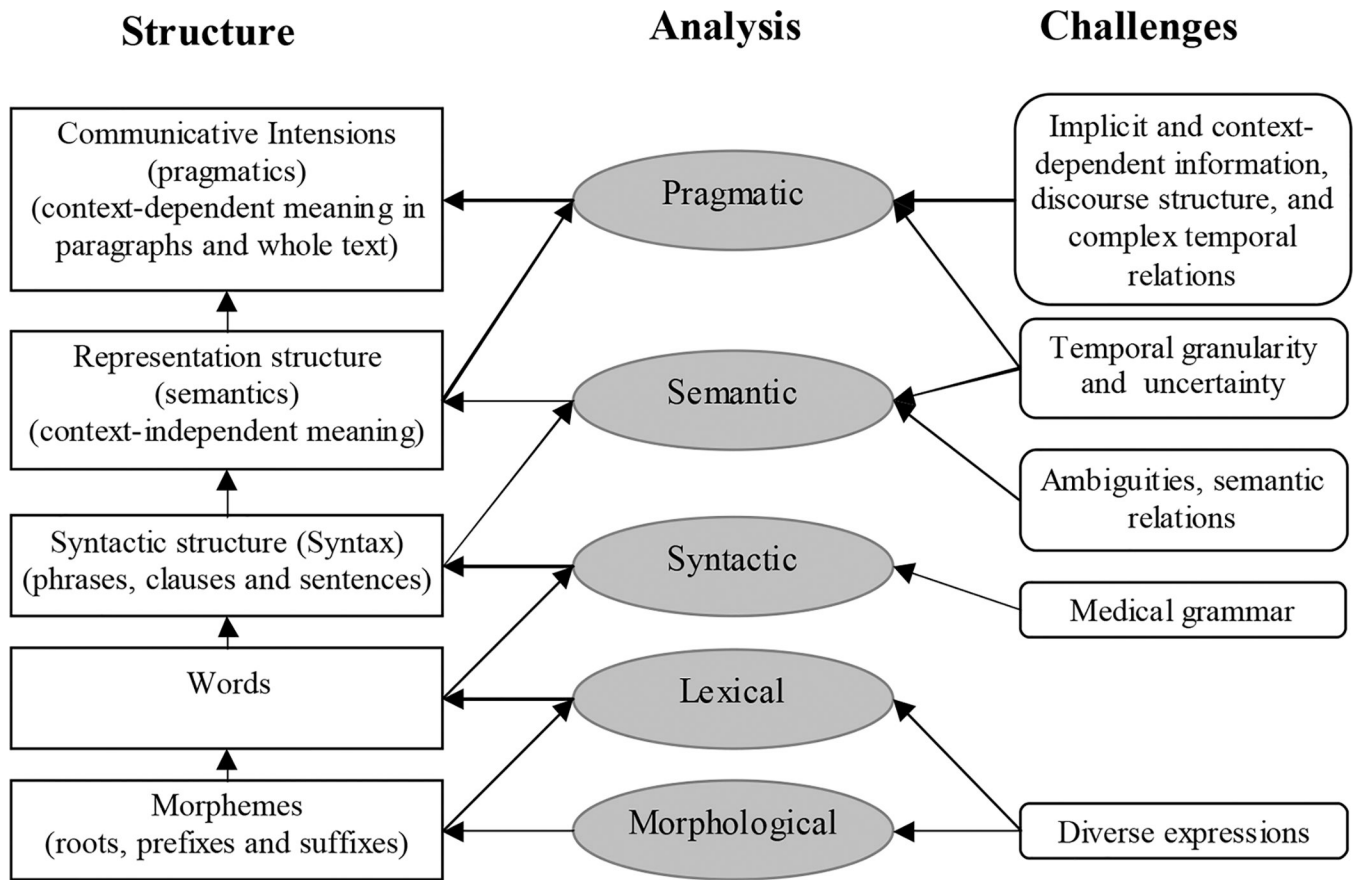 Structure
Analysis
Challenges
Communicative Intensions
(pragmatics)
(context-dependent meaning in
paragraphs and whole text)
Representation structure
(semantics)
(context-independent meaning)
Syntactic structure (Syntax)
(phrases, clauses and sentences)
Words
Morphemes
(roots, prefixes and suffixes)
Pragmatic
Semantic
Syntactic
Lexical
Morphological
Implicit and context-
dependent information,
discourse structure, and
complex temporal
relations
Temporal granularity
and uncertainty
Ambiguities, semantic
relations
Medical grammar
Diverse expressions